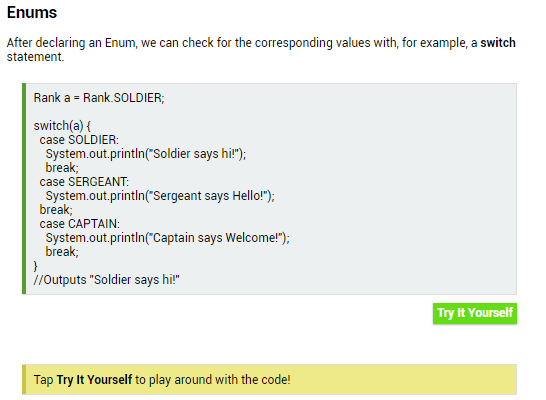 Enums
After declaring an Enum, we can check for the corresponding values with, for example, a switch
statement.
Rank a = Rank.SOLDIER;
switch(a) {
case SOLDIER:
System.out.println("Soldier says hi!");
break;
case SERGEANT:
System.out.println("Sergeant says Hello!");
break;
case CAPTAIN:
System.out.println("Captain says Welcome!");
break;
}
//Outputs "Soldier says hi!"
Try It Yourself
Tap Try It Yourself to play around with the code!